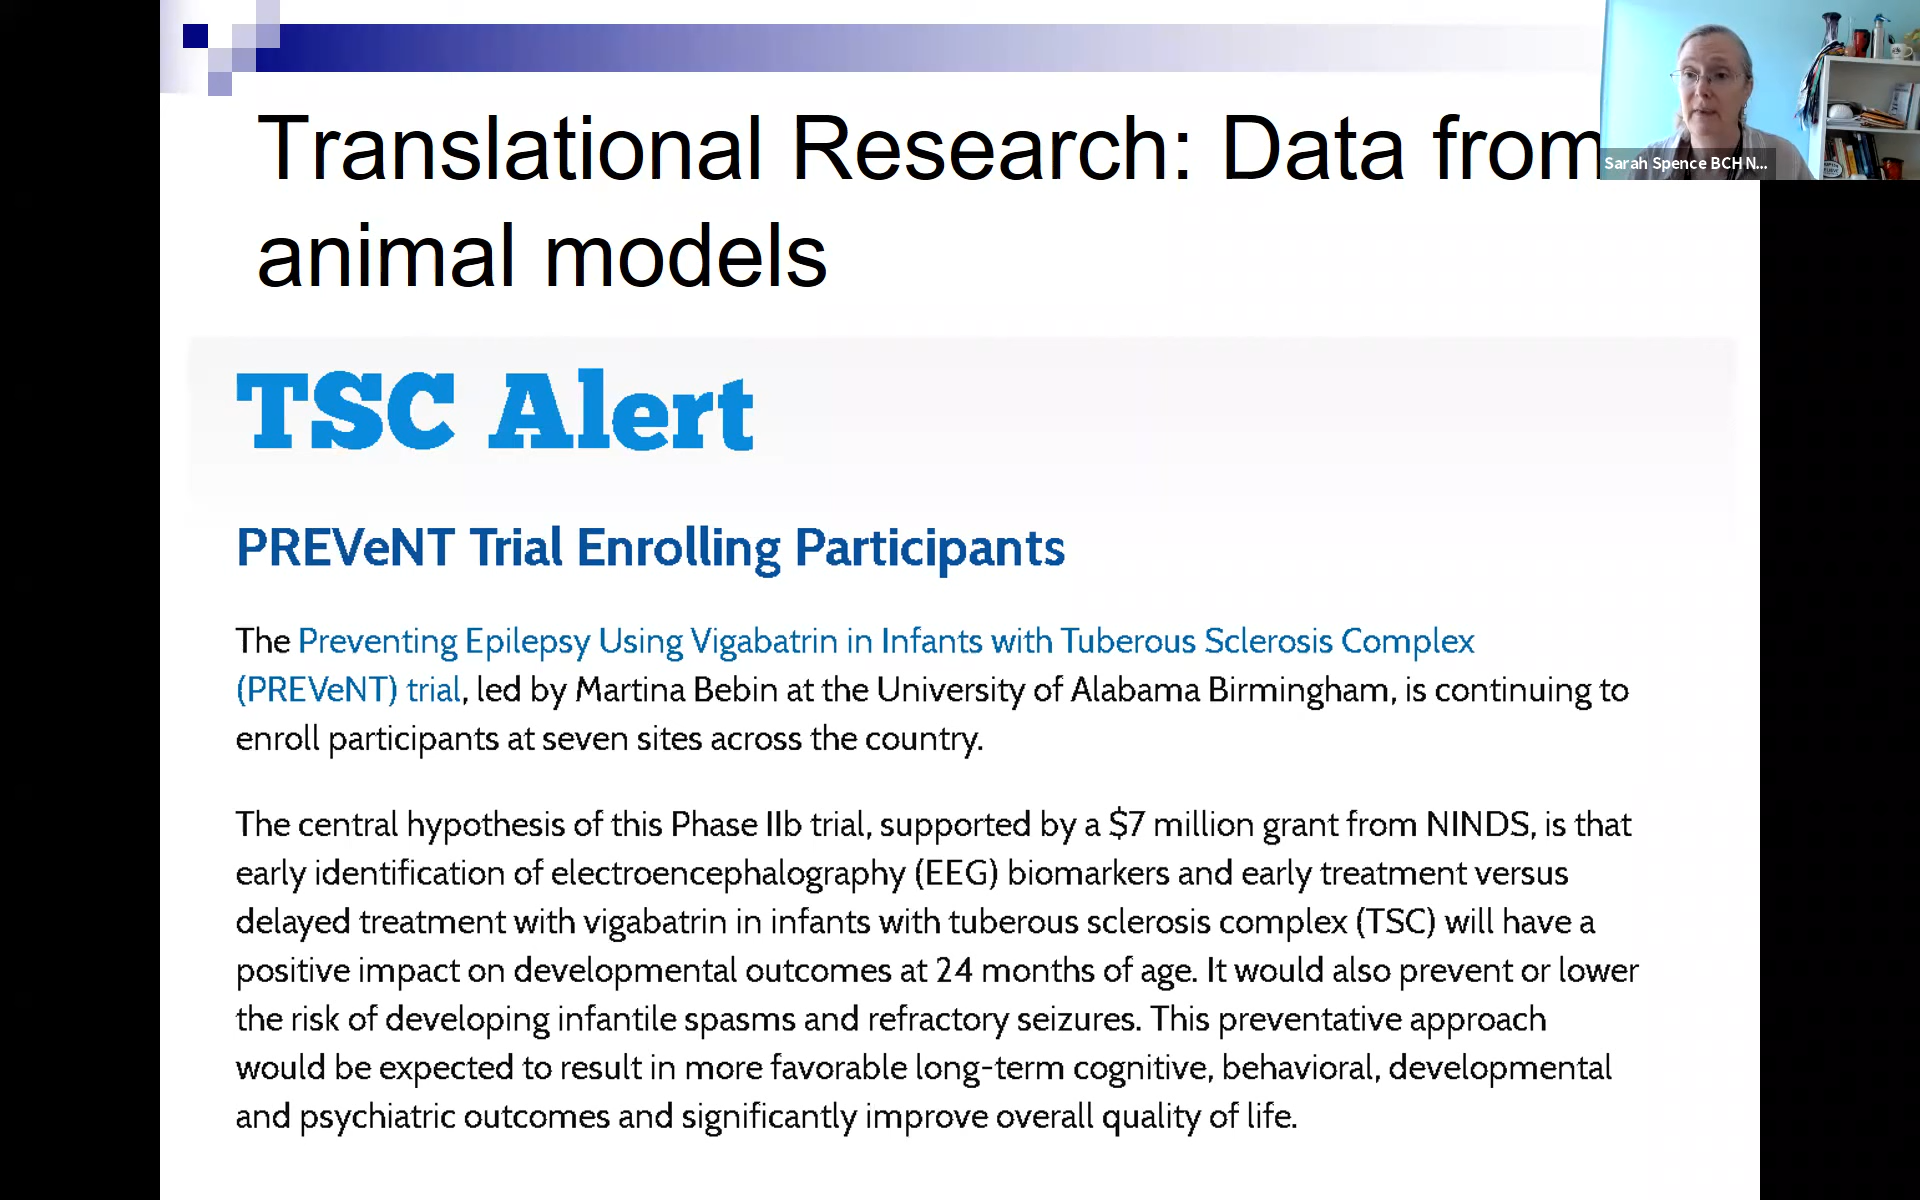 Translational Research: Data from
animal models
Sarah Spence BCH N...
TSC Alert
PREVeNT Trial Enrolling Participants
The Preventing Epilepsy Using Vigabatrin in Infants with Tuberous Sclerosis Complex
(PREVeNT) trial, led by Martina Bebin at the University of Alabama Birmingham, is continuing to
enroll participants at seven sites across the country.
The central hypothesis of this Phase IIb trial, supported by a $7 million grant from NINDS, is that
early identification of electroencephalography (EEG) biomarkers and early treatment versus
delayed treatment with vigabatrin in infants with tuberous sclerosis complex (TSC) will have a
positive impact on developmental outcomes at 24 months of age. It would also prevent or lower
the risk of developing infantile spasms and refractory seizures. This preventative approach
would be expected to result in more favorable long-term cognitive, behavioral, developmental
and psychiatric outcomes and significantly improve overall quality of life.